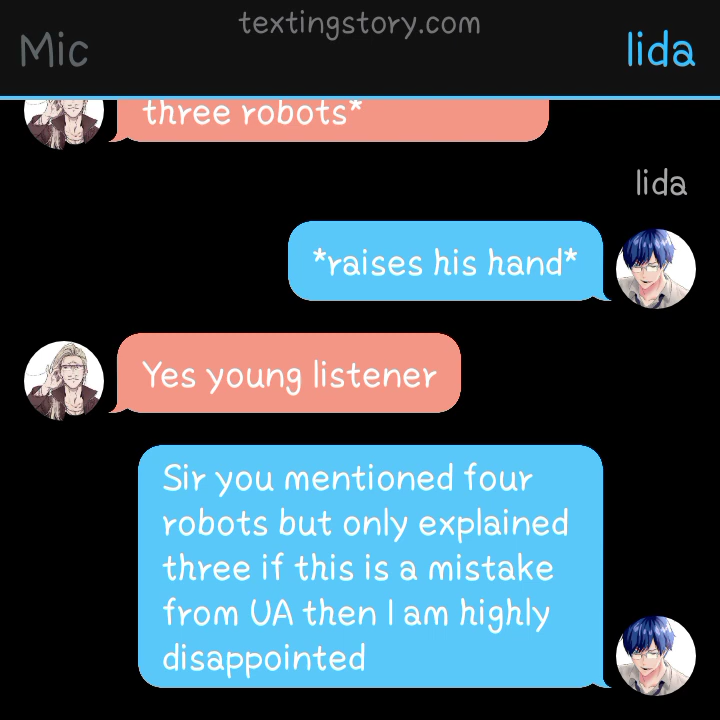 textingstory.com
Mic
Iida
three robots*
Iida
*raises his hand*
Yes young listener
Sir you mentioned four
robots but only explained
three if this is a mistake
from UA then I am highly
disappointed